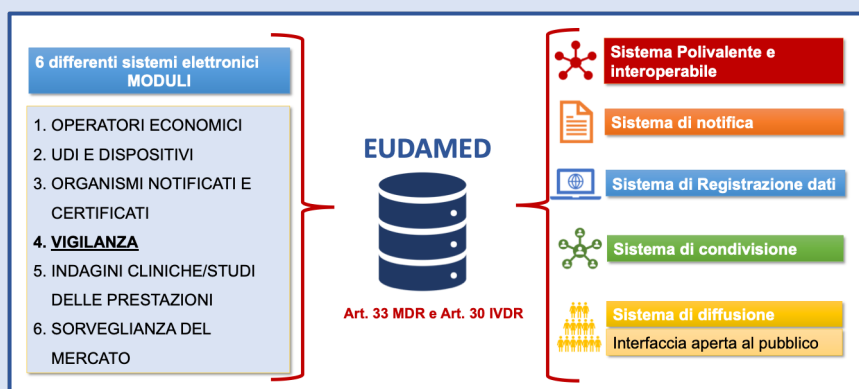 6 differenti sistemi elettronici
MODULI
1. OPERATORI ECONOMICI
2. UDI E DISPOSITIVI
3. ORGANISMI NOTIFICATI E
CERTIFICATI
4. VIGILANZA
5. INDAGINI CLINICHE/STUDI
DELLE PRESTAZIONI
6. SORVEGLIANZA DEL
MERCATO
EUDAMED
Art. 33 MDR e Art. 30 IVDR
Sistema Polivalente e
interoperabile
Sistema di notifica
Sistema di Registrazione dati
Sistema di condivisione
Sistema di diffusione
Interfaccia aperta al pubblico